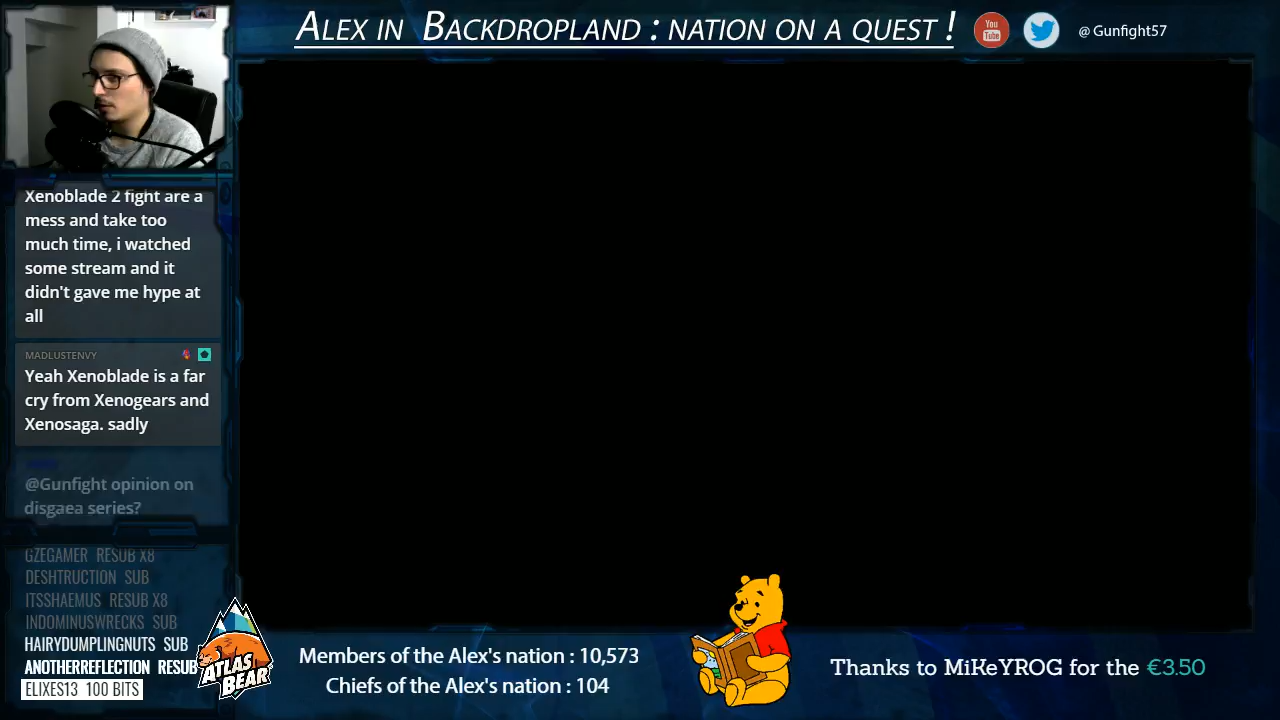 ALEX IN BACKDROPLAND : NATION ON A QUEST !
You
Tube
@ Gunfight57
Xenoblade 2 fight are a
mess and take too
much time, i watched
some stream and it
didn't gave me hype at
all
MADLUSTENVY
Yeah Xenoblade is a far
cry from Xenogears and
Xenosaga. sadly
@Gunfight opinion on
disgaea series?
GZEGAMER RESUB X8
DESHTRUCTION SUB
ITSSHAEMUS RESUB X8
INDOMINUSWRECKS SUB
HAIRYDUMPLINGNUTS SUB
ANOTHERREFLECTION RESUB
ELIXES13 100 BITS
ATLAS
BEAR
Members of the Alex's nation : 10,573
Chiefs of the Alex's nation : 104
Thanks to MiKeYROG for the €3.50